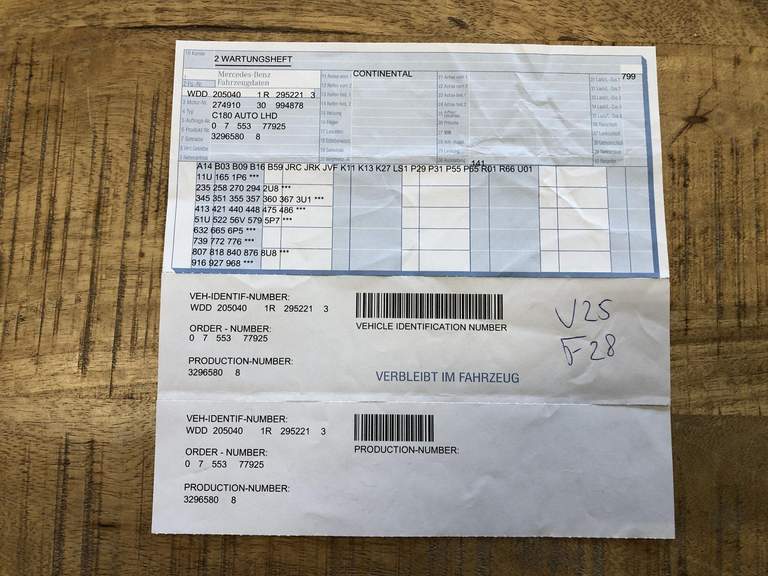 2 WARTUNGSHEFT
Mercedes-Benz
Fahrzeugdaten
CONTINENTAL
799
WDD 205040 1R 295221 3
3 Motor-Nr.
274910 30 994878
4 Typ
C180 AUTO LHD
0 7 553 77925
3296580 8
141
A14 B03 B09 B16 B59 JRC JRK JVF K11 K13 K27 LS1 P29 P31 P55 P65 R01 R66 U01
11U 165 1P6 ***
235 258 270 294 2U8 ***
345 351 355 357 360 367 3U1 ***
413 421 440 448 475 486 ***
51U 522 56V 579 5P7 ***
632 665 6P5 ***
739 772 776 ***
807 818 840 876 8U8 ***
916 927 968 ***
VEH-IDENTIF-NUMBER:
WDD 205040 1R 295221 3
VEHICLE IDENTIFICATION NUMBER
ORDER - NUMBER:
0 7 553 77925
PRODUCTION-NUMBER:
3296580 8
VERBLEIBT IM FAHRZEUG
V25
F28
VEH-IDENTIF-NUMBER:
WDD 205040 1R 295221 3
PRODUCTION-NUMBER:
ORDER - NUMBER:
0 7 553 77925
PRODUCTION-NUMBER:
3296580 8